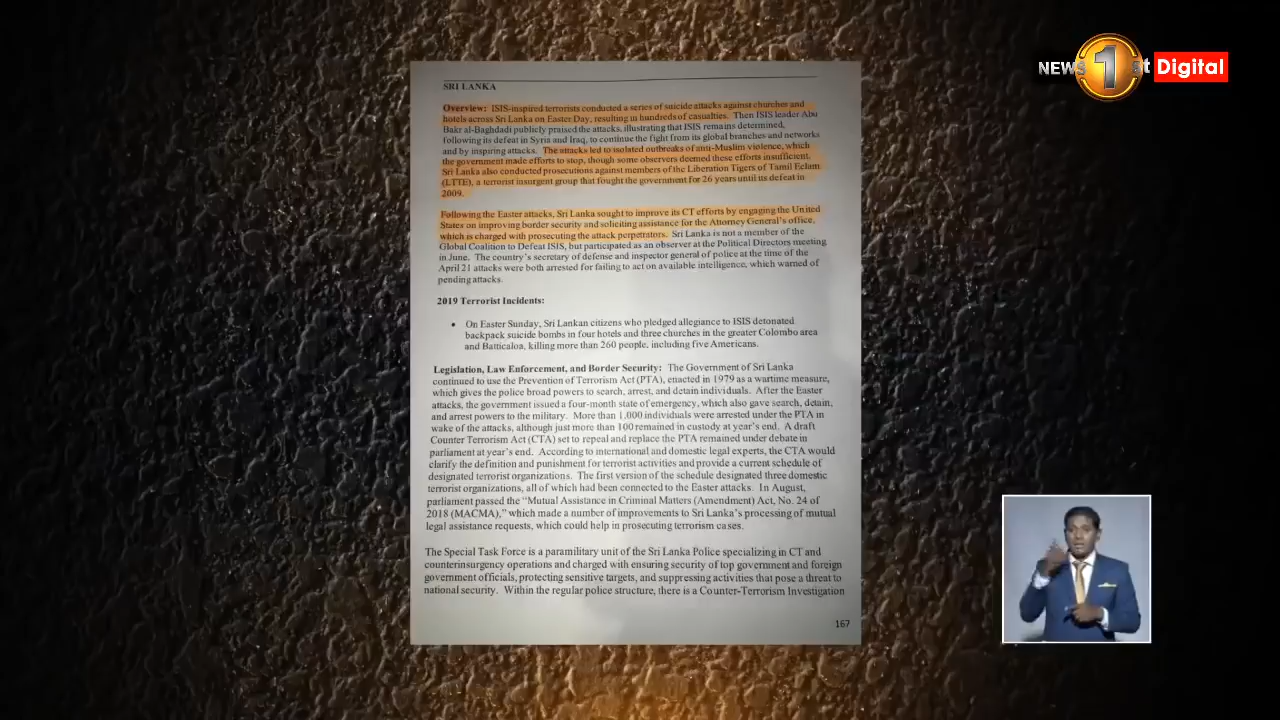 NEWS 1st Digital
SRI LANKA
Overview: ISIS-inspired terrorists conducted a series of suicide attacks against churches and
hotels across Sri Lanka on Easter Day, resulting in hundreds of casualties. Then ISIS leader Abu
Bakr al-Baghdadi publicly praised the attacks, illustrating that ISIS remains determined,
following its defeat in Syria and Iraq, to continue the fight from its global branches and networks
and by inspiring attacks. The attacks led to isolated outbreaks of anti-Muslim violence, which
the government made efforts to stop, though some observers deemed these efforts insufficient.
Sri Lanka also conducted prosecutions against members of the Liberation Tigers of Tamil Eelam
(LTTE), a terrorist insurgent group that fought the government for 26 years until its defeat in
2009.
Following the Easter attacks, Sri Lanka sought to improve its CT efforts by engaging the United
States on improving border security and soliciting assistance for the Attorney General's office,
which is charged with prosecuting the attack perpetrators. Sri Lanka is not a member of the
Global Coalition to Defeat ISIS, but participated as an observer at the Political Directors meeting
in June. The country's secretary of defense and inspector general of police at the time of the
April 21 attacks were both arrested for failing to act on available intelligence, which warned of
pending attacks.
2019 Terrorist Incidents:
• On Easter Sunday, Sri Lankan citizens who pledged allegiance to ISIS detonated
backpack suicide bombs in four hotels and three churches in the greater Colombo area
and Batticaloa, killing more than 260 people, including five Americans.
Legislation, Law Enforcement, and Border Security: The Government of Sri Lanka
continued to use the Prevention of Terrorism Act (PTA), enacted in 1979 as a wartime measure,
which gives the police broad powers to search, arrest, and detain individuals. After the Easter
attacks, the government issued a four-month state of emergency, which also gave search, detain,
and arrest powers to the military. More than 1,000 individuals were arrested under the PTA in
wake of the attacks, although just more than 100 remained in custody at year's end. A draft
Counter Terrorism Act (CTA) set to repeal and replace the PTA remained under debate in
parliament at year's end. According to international and domestic legal experts, the CTA would
clarify the definition and punishment for terrorist activities and provide a current schedule of
designated terrorist organizations. The first version of the schedule designated three domestic
terrorist organizations, all of which had been connected to the Easter attacks. In August,
parliament passed the "Mutual Assistance in Criminal Matters (Amendment) Act, No. 24 of
2018 (MACMA)," which made a number of improvements to Sri Lanka's processing of mutual
legal assistance requests, which could help in prosecuting terrorism cases.
The Special Task Force is a paramilitary unit of the Sri Lanka Police specializing in CT and
counterinsurgency operations and charged with ensuring security of top government and foreign
government officials, protecting sensitive targets, and suppressing activities that pose a threat to
national security. Within the regular police structure, there is a Counter-Terrorism Investigation
167